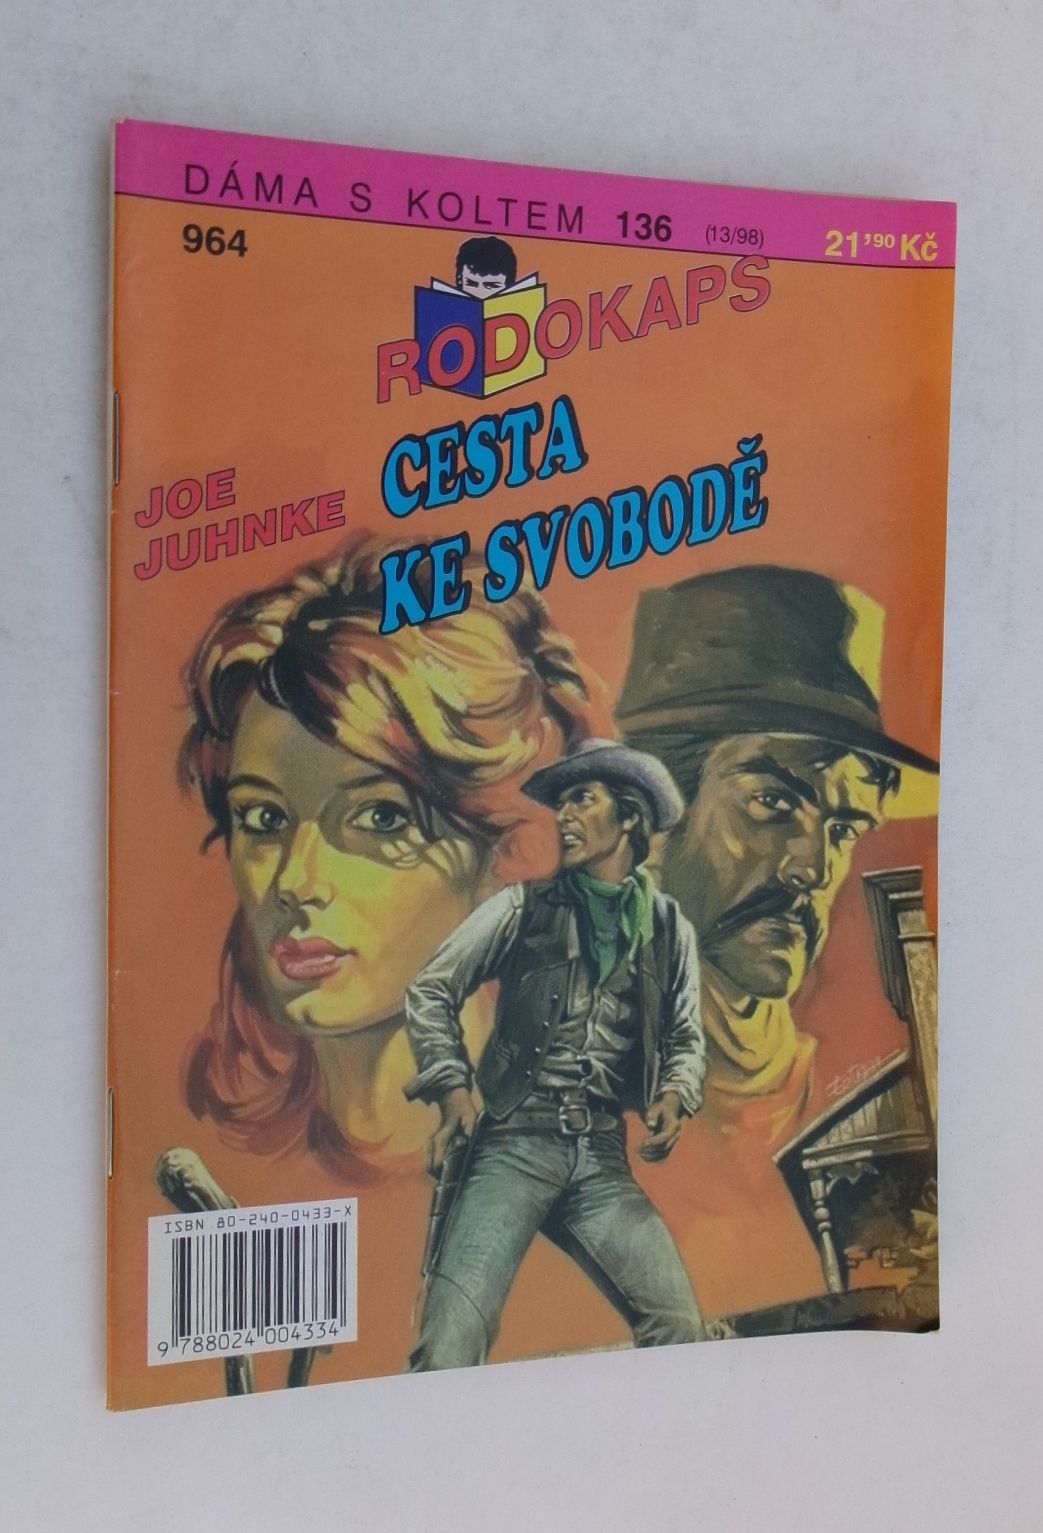 DÁMA S KOLTEM 136 (13/98) 21’90 Kč
964
RODOKAPS
CESTA
KE SVOBODĚ
JOE
JUHNKE
ISBN 80-240-0433-X
9 788024 004334